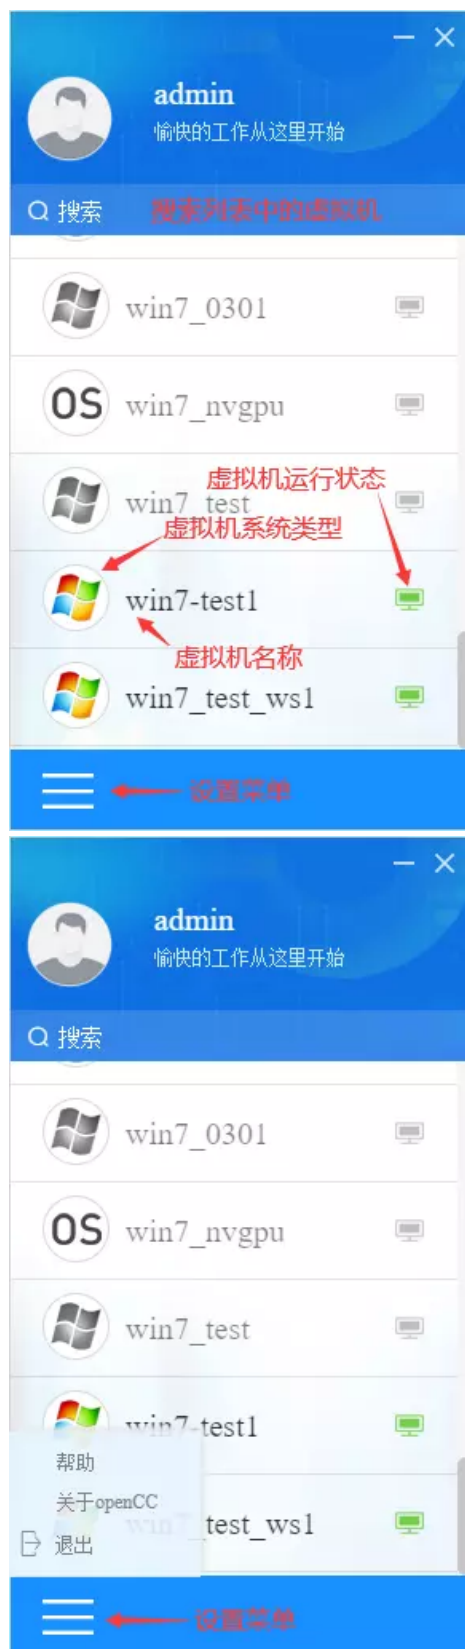 admin
愉快的工作从这里开始
搜索 搜索列表中的虚拟机
win7_0301
OS win7_nvgpu
虚拟机运行状态
win7_test
虚拟机系统类型
win7-test1
虚拟机名称
win7_test_ws1
设置菜单
admin
愉快的工作从这里开始
搜索
win7_0301
OS win7_nvgpu
win7_test
win7-test1
帮助
关于openCC
win7_test_ws1
退出
设置菜单